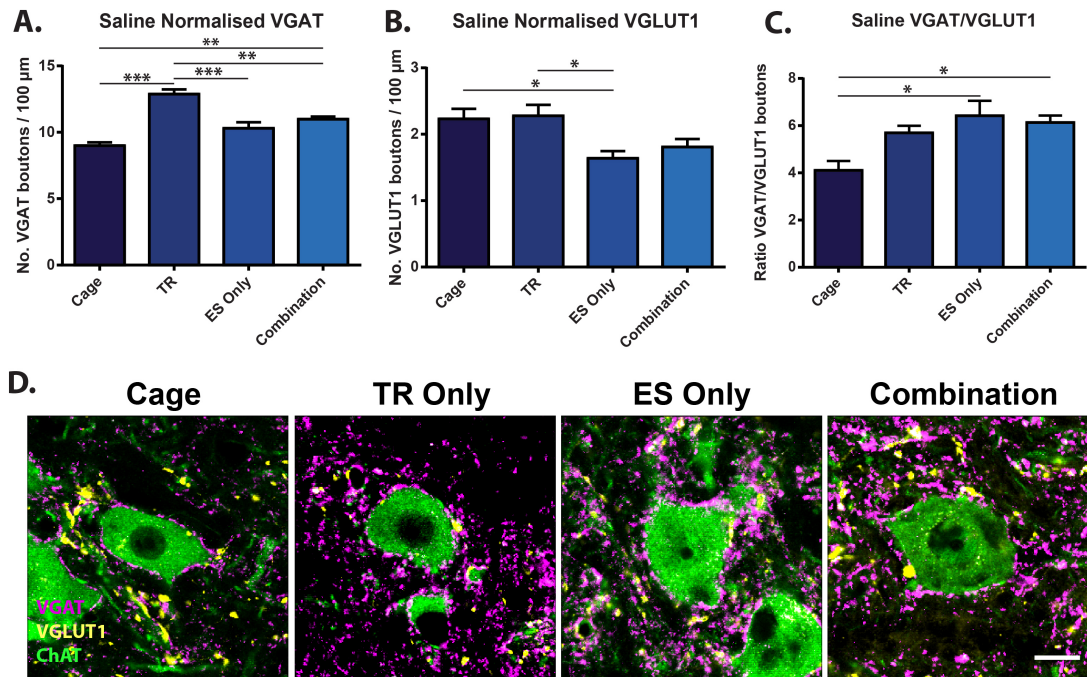 A.
Saline Normalised VGAT
**
**
***
***
No. VGAT boutons / 100 µm
15
10
5
0
Cage
TR
ES Only
Combination
B.
Saline Normalised VGLUT1
*
*
No. VGLUT1 boutons / 100 µm
3
2
1
0
Cage
TR
ES Only
Combination
C.
Saline VGAT/VGLUT1
*
*
Ratio VGAT/VGLUT1 boutons
8
6
4
2
0
Cage
TR
ES Only
Combination
D.
Cage
TR Only
ES Only
Combination
VGAT
VGLUT1
ChAT